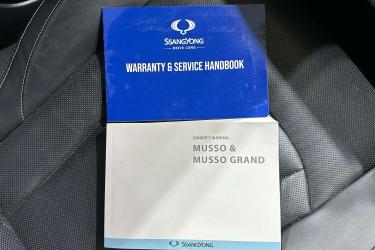 SSANGYONG
DRIVE LONG
WARRANTY & SERVICE HANDBOOK
OWNER'S MANUAL
MUSSO &
MUSSO GRAND
SSANGYONG